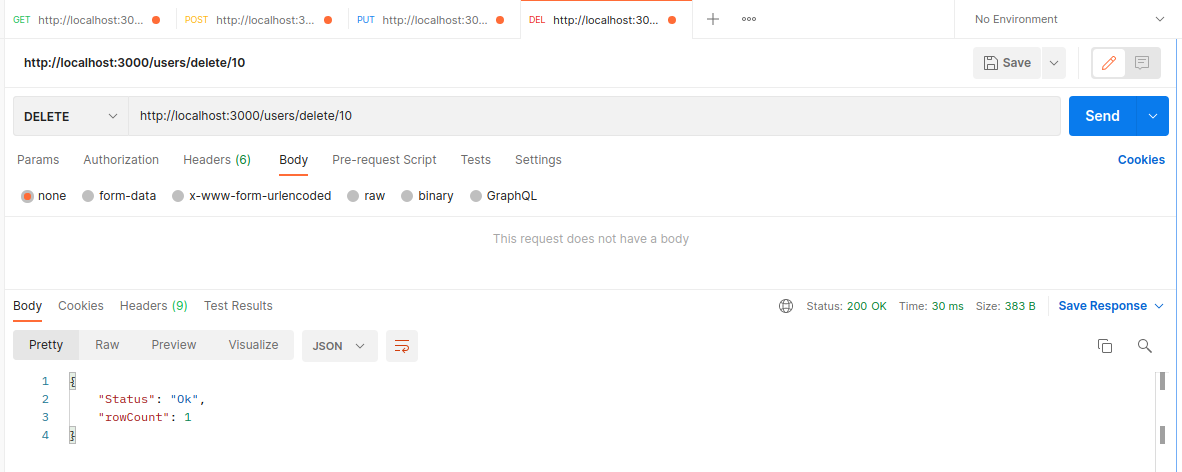 GET http://localhost:30... POST http://localhost:30... PUT http://localhost:30... DEL http://localhost:30... No Environment
http://localhost:3000/users/delete/10 Save
DELETE http://localhost:3000/users/delete/10 Send
Params Authorization Headers (6) Body Pre-request Script Tests Settings Cookies
none form-data x-www-form-urlencoded raw binary GraphQL
This request does not have a body
Body Cookies Headers (9) Test Results Status: 200 OK Time: 30 ms Size: 383 B Save Response
Pretty Raw Preview Visualize JSON
1 {
2 "Status": "Ok",
3 "rowCount": 1
4 }